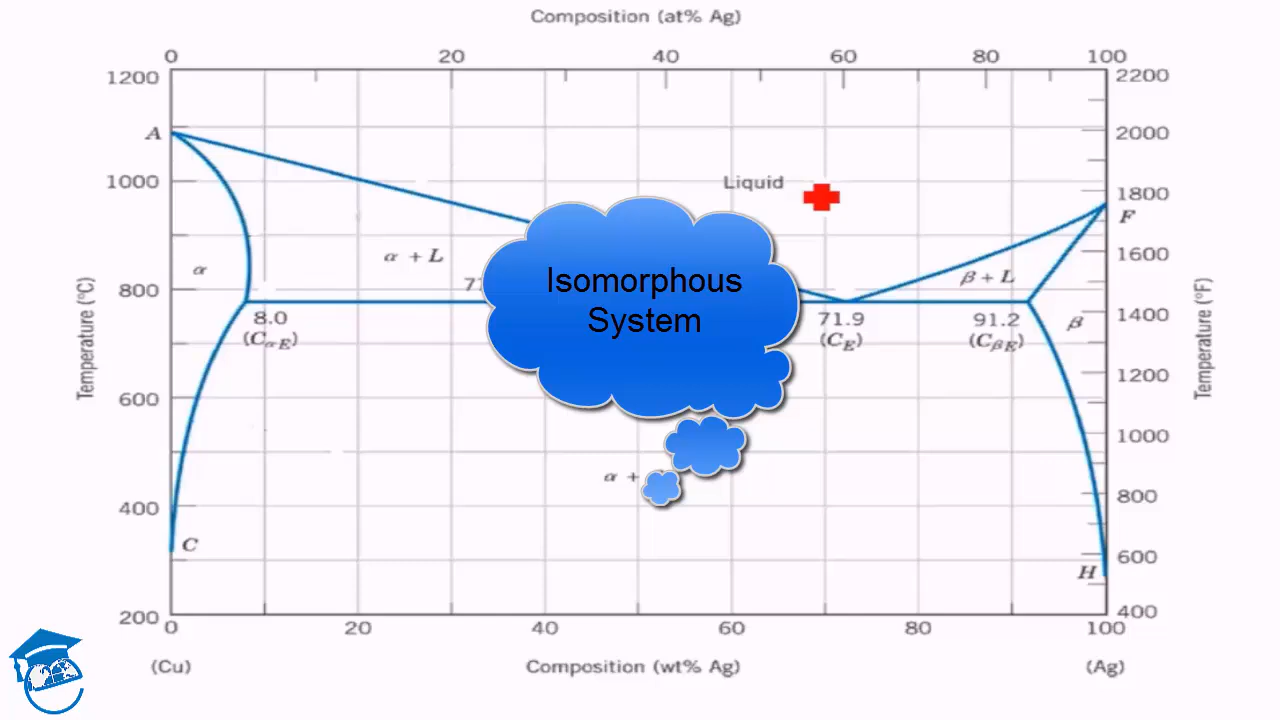 Composition (at% Ag)
0 20 40 60 80 100
1200 2200
A 2000
1000 Liquid 1800
F
α α + L 1600
β + L
800 77
Isomorphous
System
8.0 71.9 91.2 1400
(CαE) (CE) (CβE) β
Temperature (°C)
Temperature (°F)
600 1200
1000
α +
400 800
C 600
H
200 400
0 20 40 60 80 100
(Cu) Composition (wt% Ag) (Ag)